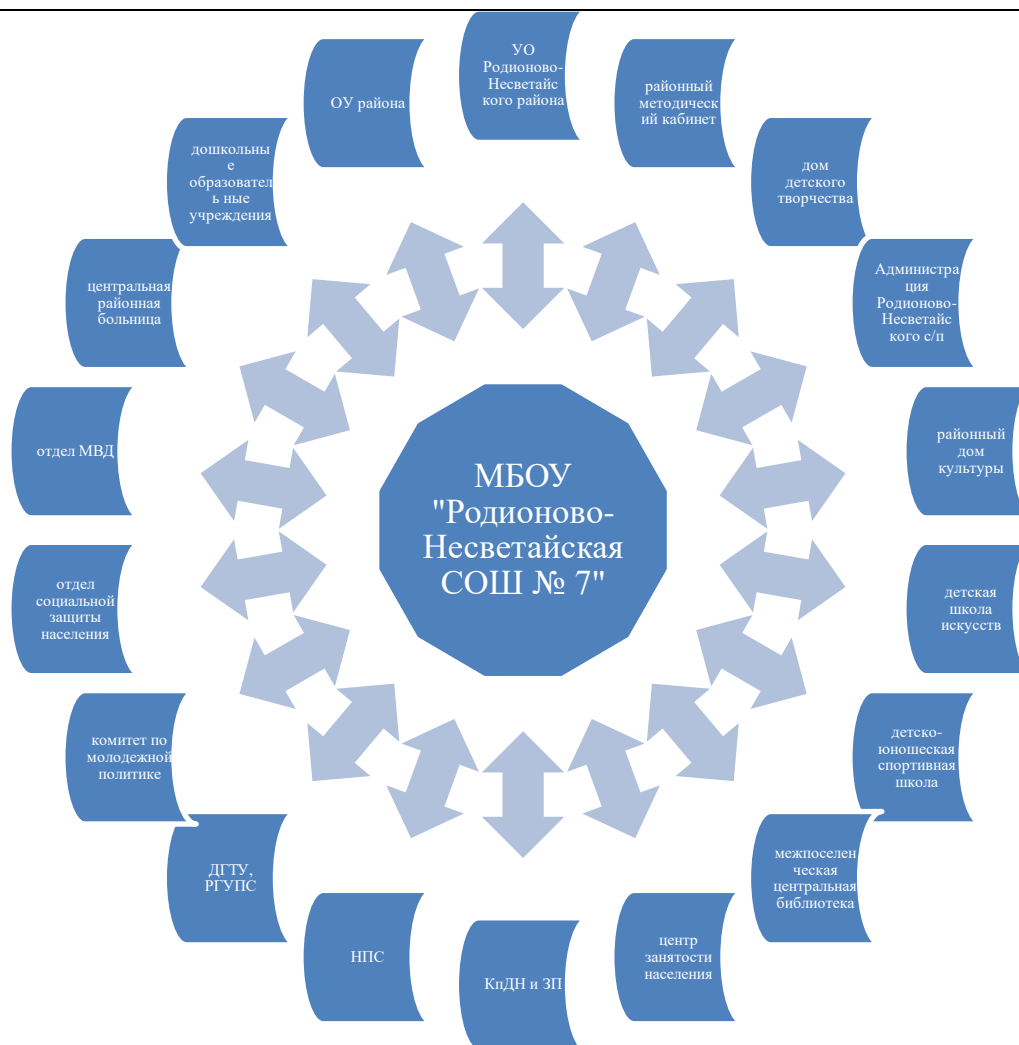 УО
Родионово-
Несветайс
кого района
районный
методическ
ий кабинет
дом
детского
творчества
Администра
ция
Родионово-
Несветайс
кого с/п
районный
дом
культуры
детская
школа
искусств
детско-
юношеская
спортивная
школа
межпоселен
ческая
центральная
библиотека
центр
занятости
населения
КпДН и ЗП
НПС
ДГТУ,
РГУПС
комитет по
молодежной
политике
отдел
социальной
защиты
населения
отдел МВД
центральная
районная
больница
дошкольны
е
образовател
ь ные
учреждения
ОУ района
МБОУ
"Родионово-
Несветайская
СОШ № 7"